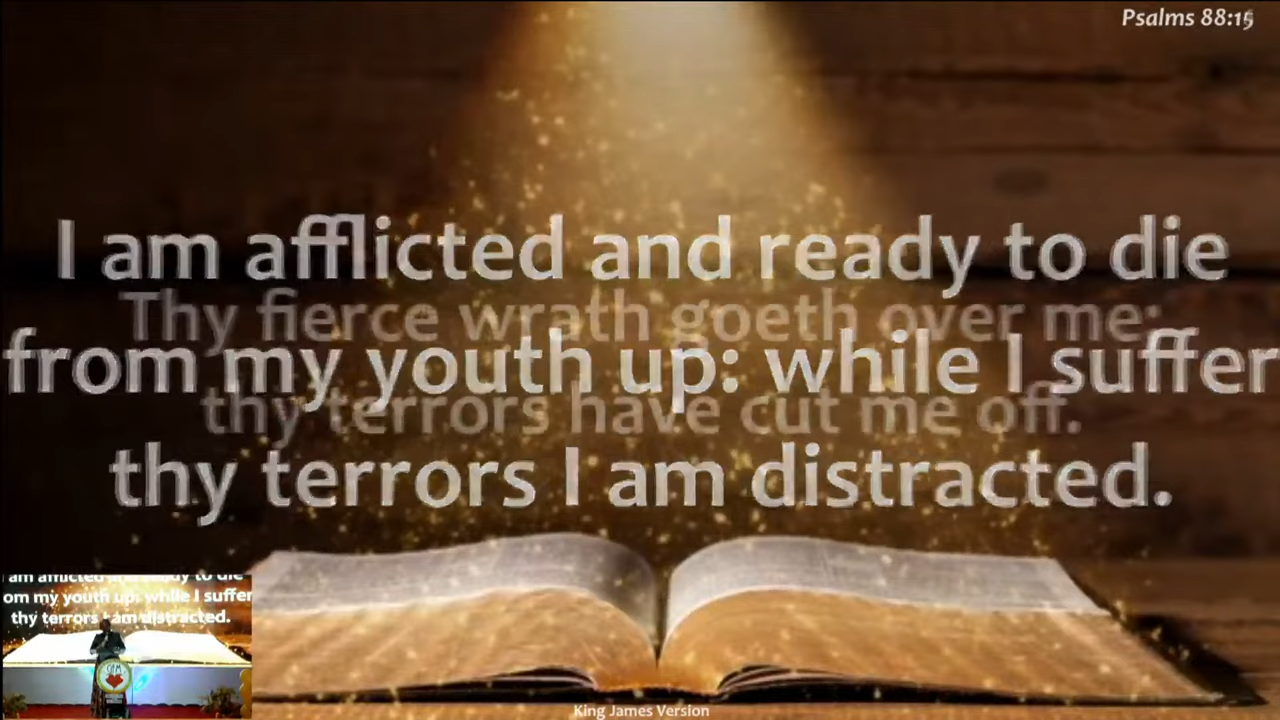 Psalms 88:15
I am afflicted and ready to die
Thy fierce wrath goeth over me;
from my youth up: while I suffer
thy terrors have cut me off.
thy terrors I am distracted.
am afflicted and ready to die
om my youth up: while I suffer
thy terrors I am distracted.
King James Version